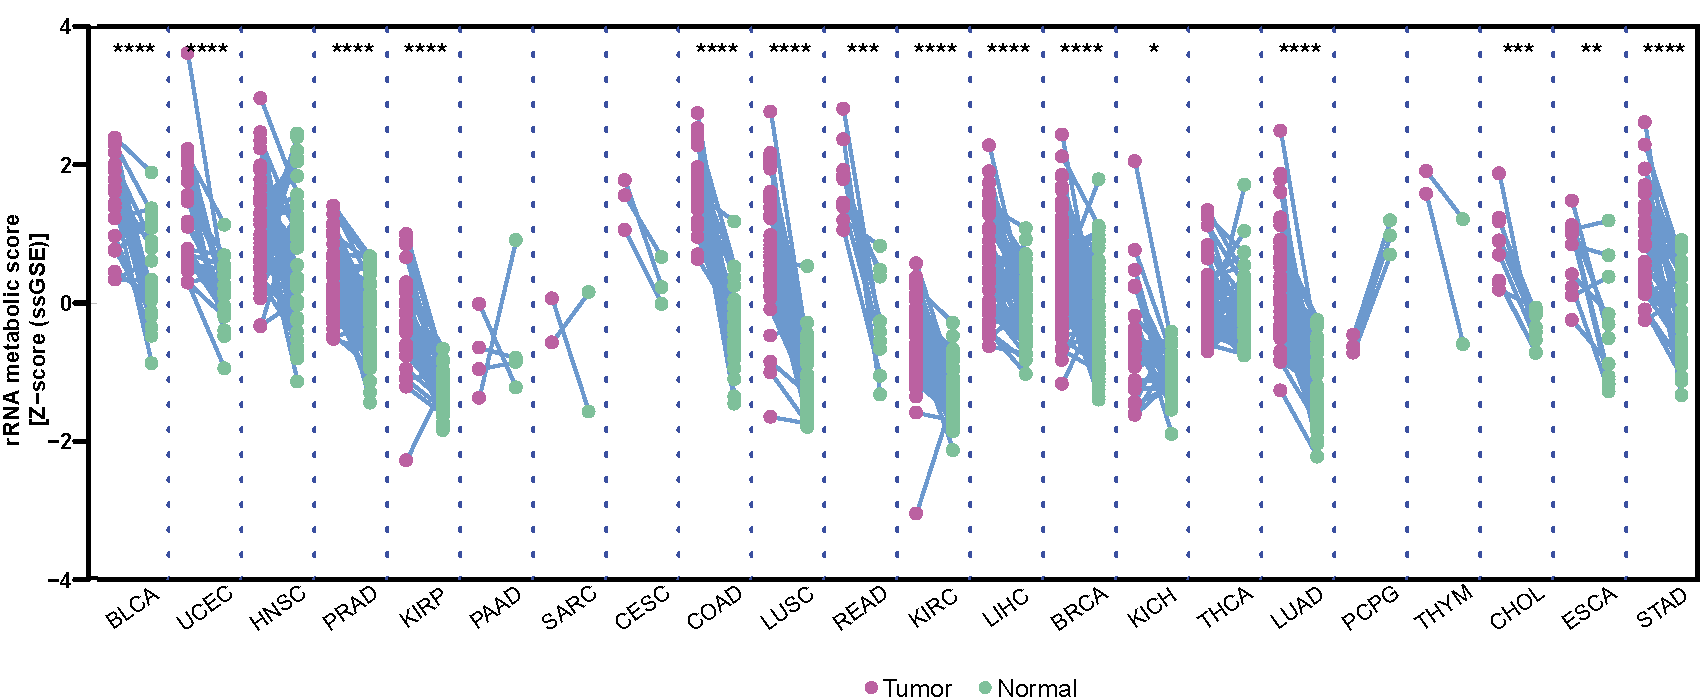 rRNA metabolic score
[Z−score (ssGSE)]
4
2
0
−2
−4
**** **** **** **** **** **** *** **** **** **** * **** *** ** ****
BLCA UCEC HNSC PRAD KIRP PAAD SARC CESC COAD LUSC READ KIRC LIHC BRCA KICH THCA LUAD PCPG THYM CHOL ESCA STAD
Tumor Normal